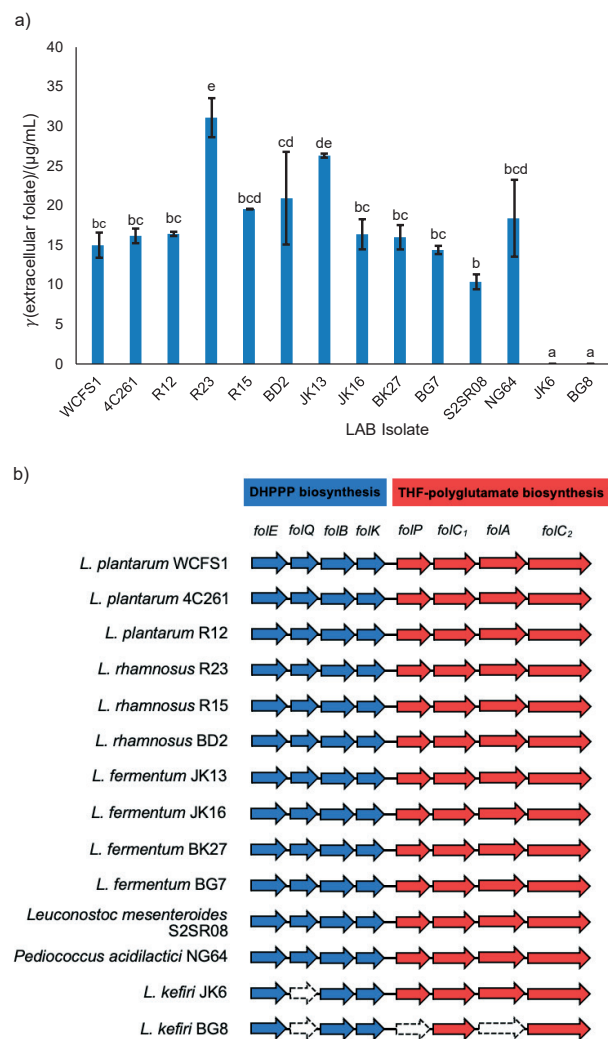 a)
γ(extracellular folate)/(µg/mL)
40
35
30
25
20
15
10
5
0
bc
bc
bc
e
bcd
cd
de
bc
bc
bc
b
bcd
a
a
WCFS1
4C261
R12
R23
R15
BD2
JK13
JK16
BK27
BG7
S2SR08
NG64
JK6
BG8
LAB Isolate
b)
DHPPP biosynthesis THF-polyglutamate biosynthesis
folE folQ folB folK folP folC₁ folA folC₂
L. plantarum WCFS1
L. plantarum 4C261
L. plantarum R12
L. rhamnosus R23
L. rhamnosus R15
L. rhamnosus BD2
L. fermentum JK13
L. fermentum JK16
L. fermentum BK27
L. fermentum BG7
Leuconostoc mesenteroides
S2SR08
Pediococcus acidilactici NG64
L. kefiri JK6
L. kefiri BG8